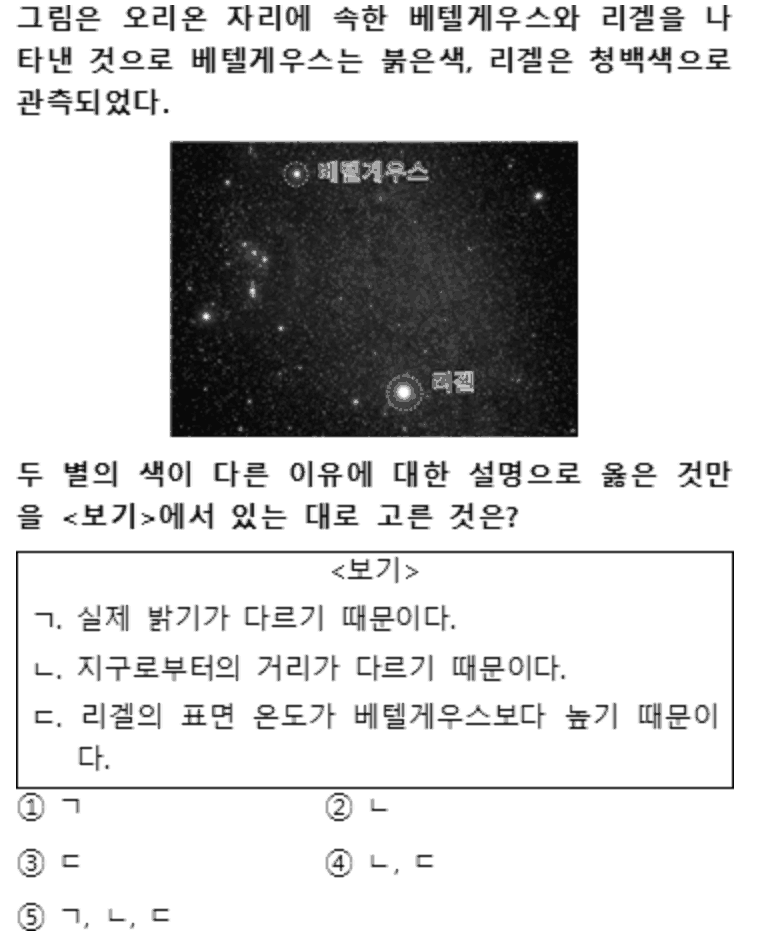 그림은 오리온 자리에 속한 베텔게우스와 리겔을 나
타낸 것으로 베텔게우스는 붉은색, 리겔은 청백색으로
관측되었다.
베텔게우스
리겔
두 별의 색이 다른 이유에 대한 설명으로 옳은 것만
을 <보기>에서 있는 대로 고른 것은?
<보기>
ㄱ. 실제 밝기가 다르기 때문이다.
ㄴ. 지구로부터의 거리가 다르기 때문이다.
ㄷ. 리겔의 표면 온도가 베텔게우스보다 높기 때문이
다.
① ㄱ ② ㄴ
③ ㄷ ④ ㄴ, ㄷ
⑤ ㄱ, ㄴ, ㄷ